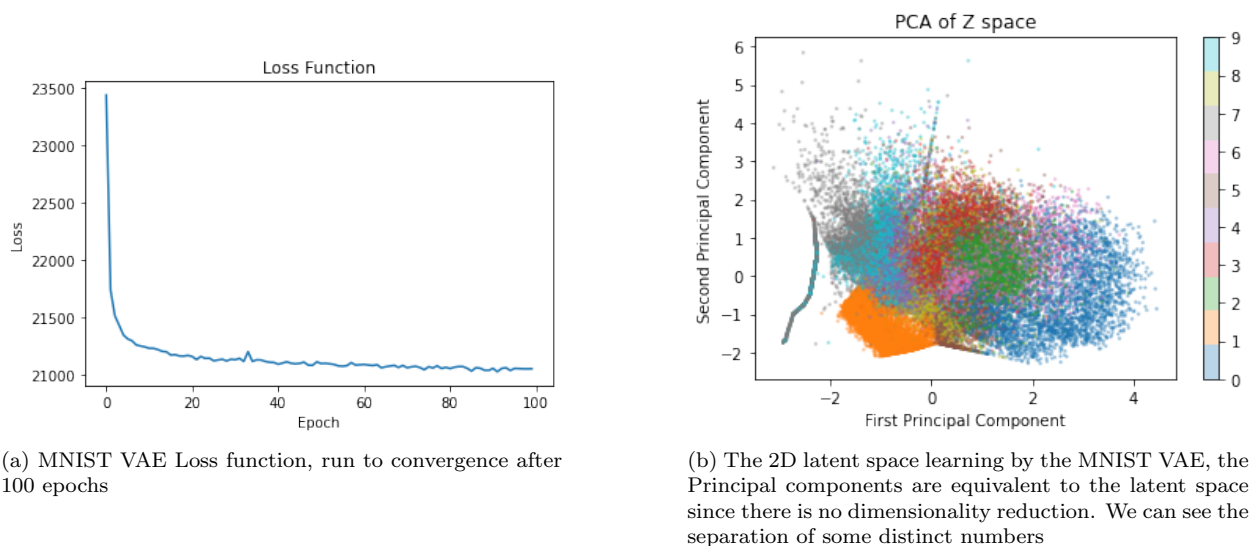 Loss Function
23500
23000
22500
22000
21500
21000
Loss
0 20 40 60 80 100
Epoch
(a) MNIST VAE Loss function, run to convergence after
100 epochs
PCA of Z space
6
5
4
3
2
1
0
−1
−2
Second Principal Component
−2 0 2 4
First Principal Component
9
8
7
6
5
4
3
2
1
0
(b) The 2D latent space learning by the MNIST VAE, the
Principal components are equivalent to the latent space
since there is no dimensionality reduction. We can see the
separation of some distinct numbers